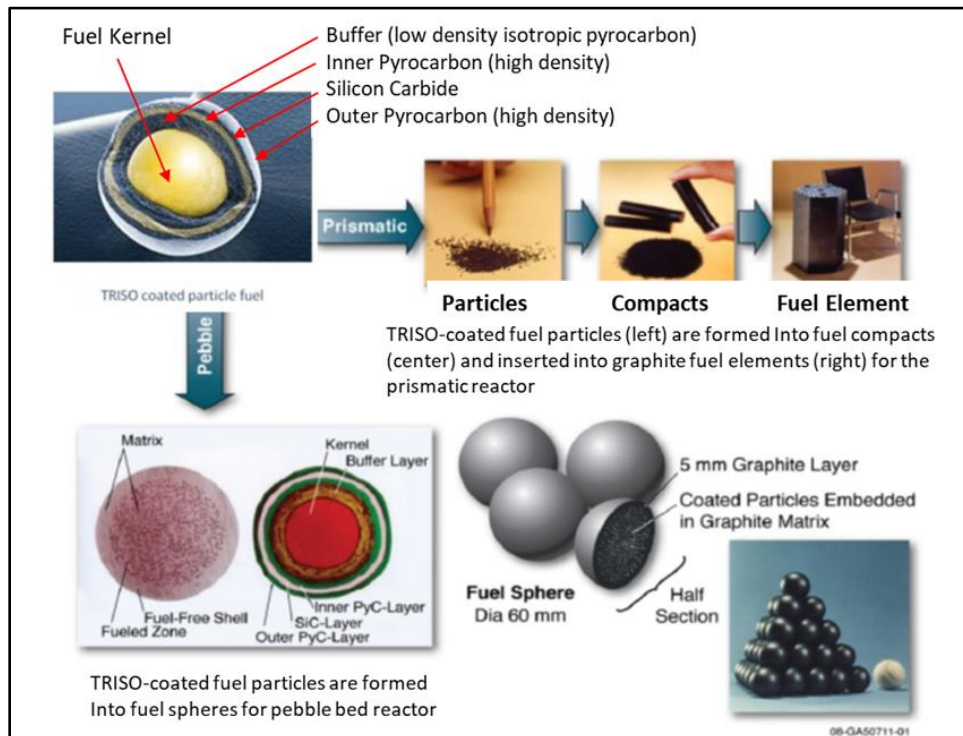 Fuel Kernel
Buffer (low density isotropic pyrocarbon)
Inner Pyrocarbon (high density)
Silicon Carbide
Outer Pyrocarbon (high density)
Prismatic
TRISO coated particle fuel
Particles
Compacts
Fuel Element
TRISO-coated fuel particles (left) are formed Into fuel compacts
(center) and inserted into graphite fuel elements (right) for the
prismatic reactor
Pebble
Matrix
Fuel-Free Shell
Fueled Zone
Kernel
Buffer Layer
Inner PyC-Layer
SiC-Layer
Outer PyC-Layer
5 mm Graphite Layer
Coated Particles Embedded
in Graphite Matrix
Fuel Sphere
Dia 60 mm
Half
Section
TRISO-coated fuel particles are formed
Into fuel spheres for pebble bed reactor
08-GA50711-01